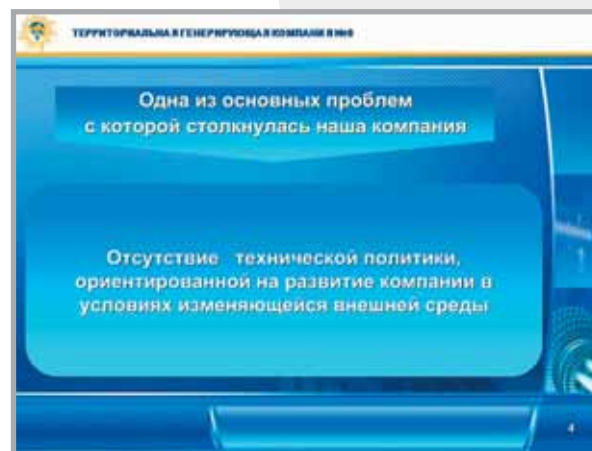 ТЕРРИТОРИАЛЬНАЯ ГЕНЕРИРУЮЩАЯ КОМПАНИЯ
Одна из основных проблем
с которой столкнулась наша компания
Отсутствие технической политики,
ориентированной на развитие компании в
условиях изменяющейся внешней среды
4